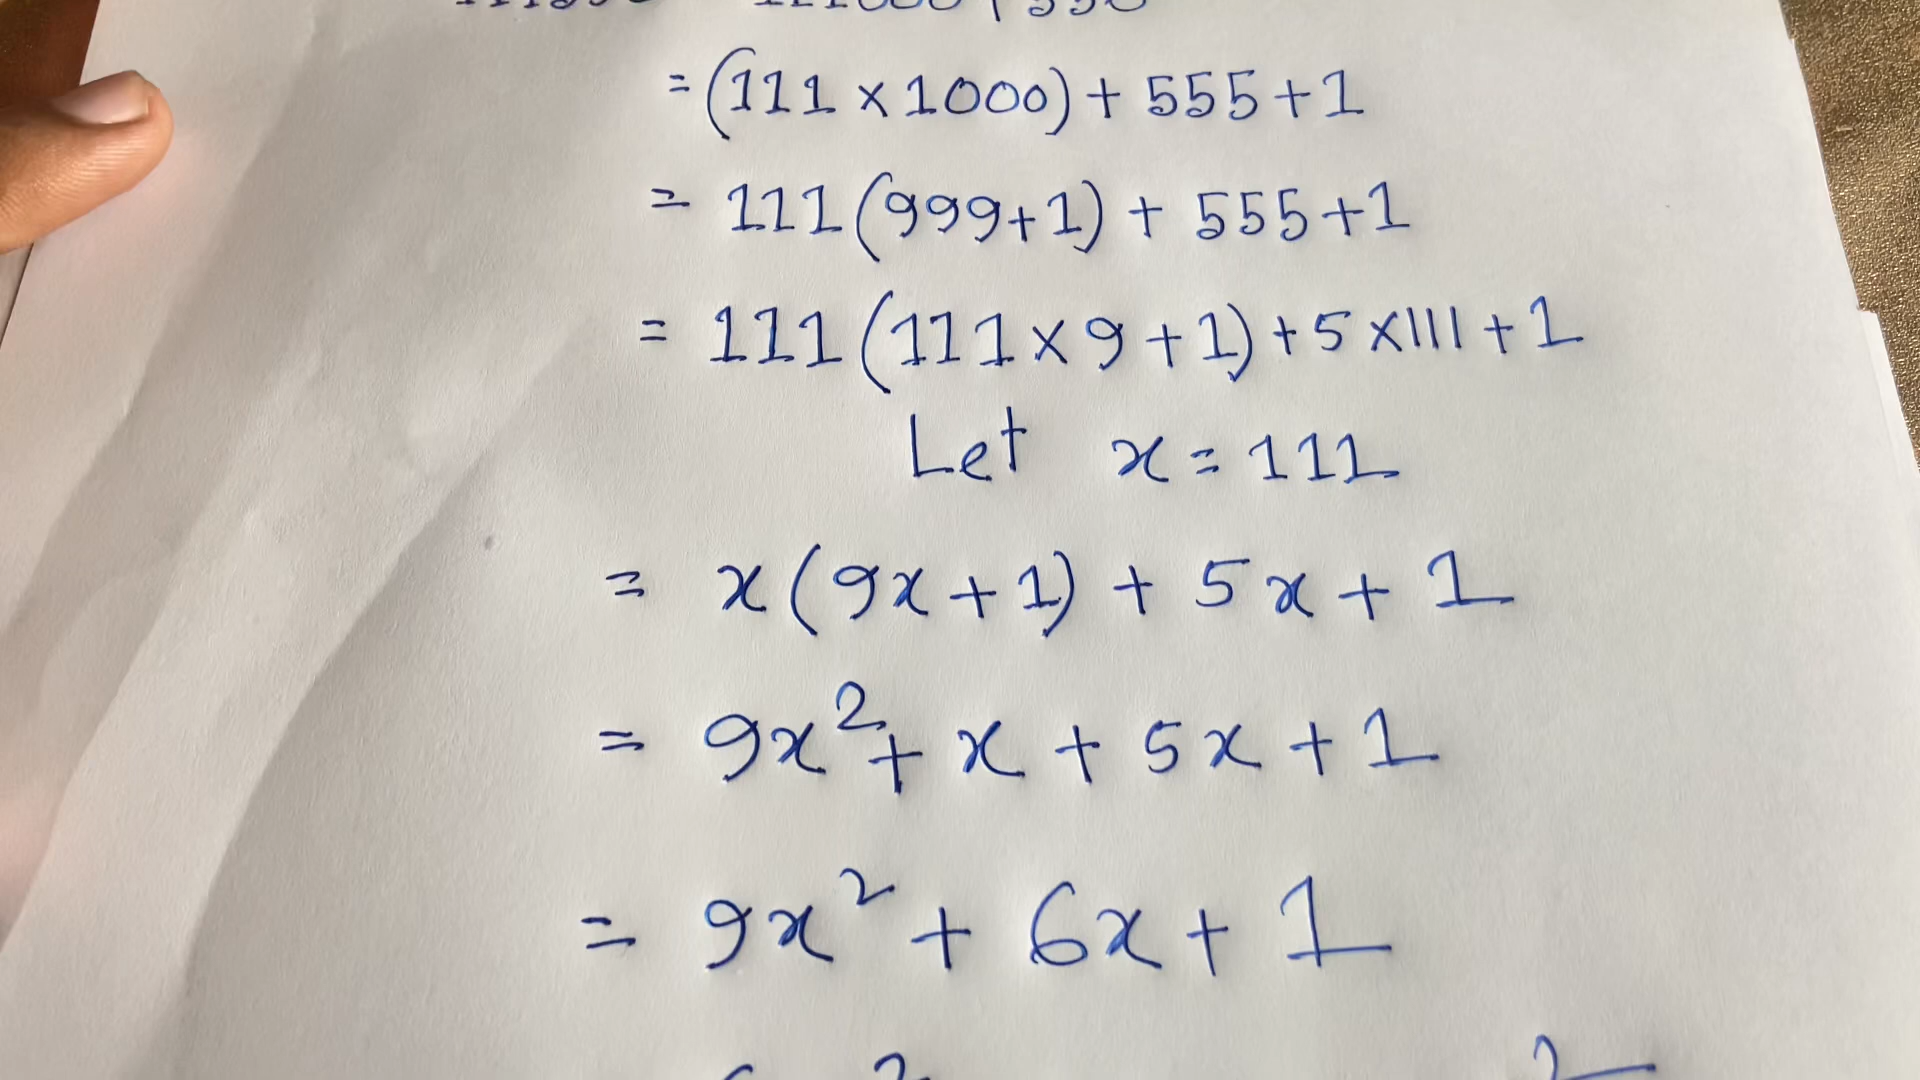 =(111×1000)+555+1
= 111(999+1)+555+1
= 111(111×9+1)+5×111+1
Let x=111
= x(9x+1)+5x+1
= 9x²+x+5x+1
= 9x²+6x+1